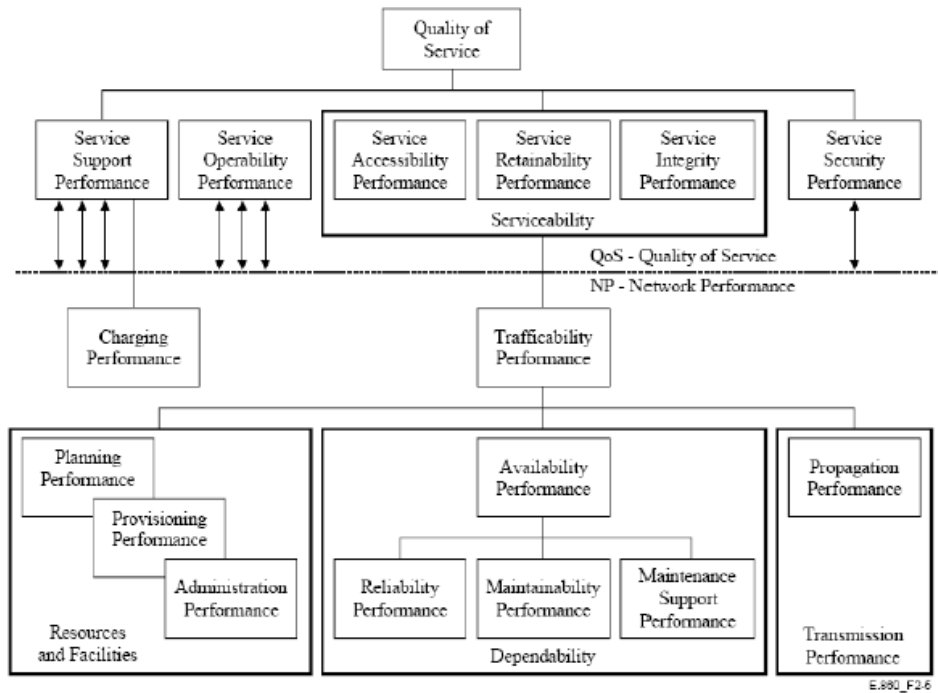 Quality of
Service
Service
Support
Performance
Service
Operability
Performance
Service
Accessibility
Performance
Service
Retainability
Performance
Service
Integrity
Performance
Service
Security
Performance
Serviceability
QoS - Quality of Service
NP - Network Performance
Charging
Performance
Trafficability
Performance
Planning
Performance
Provisioning
Performance
Administration
Performance
Resources
and Facilities
Availability
Performance
Reliability
Performance
Maintainability
Performance
Maintenance
Support
Performance
Dependability
Propagation
Performance
Transmission
Performance
E.860_F2-6